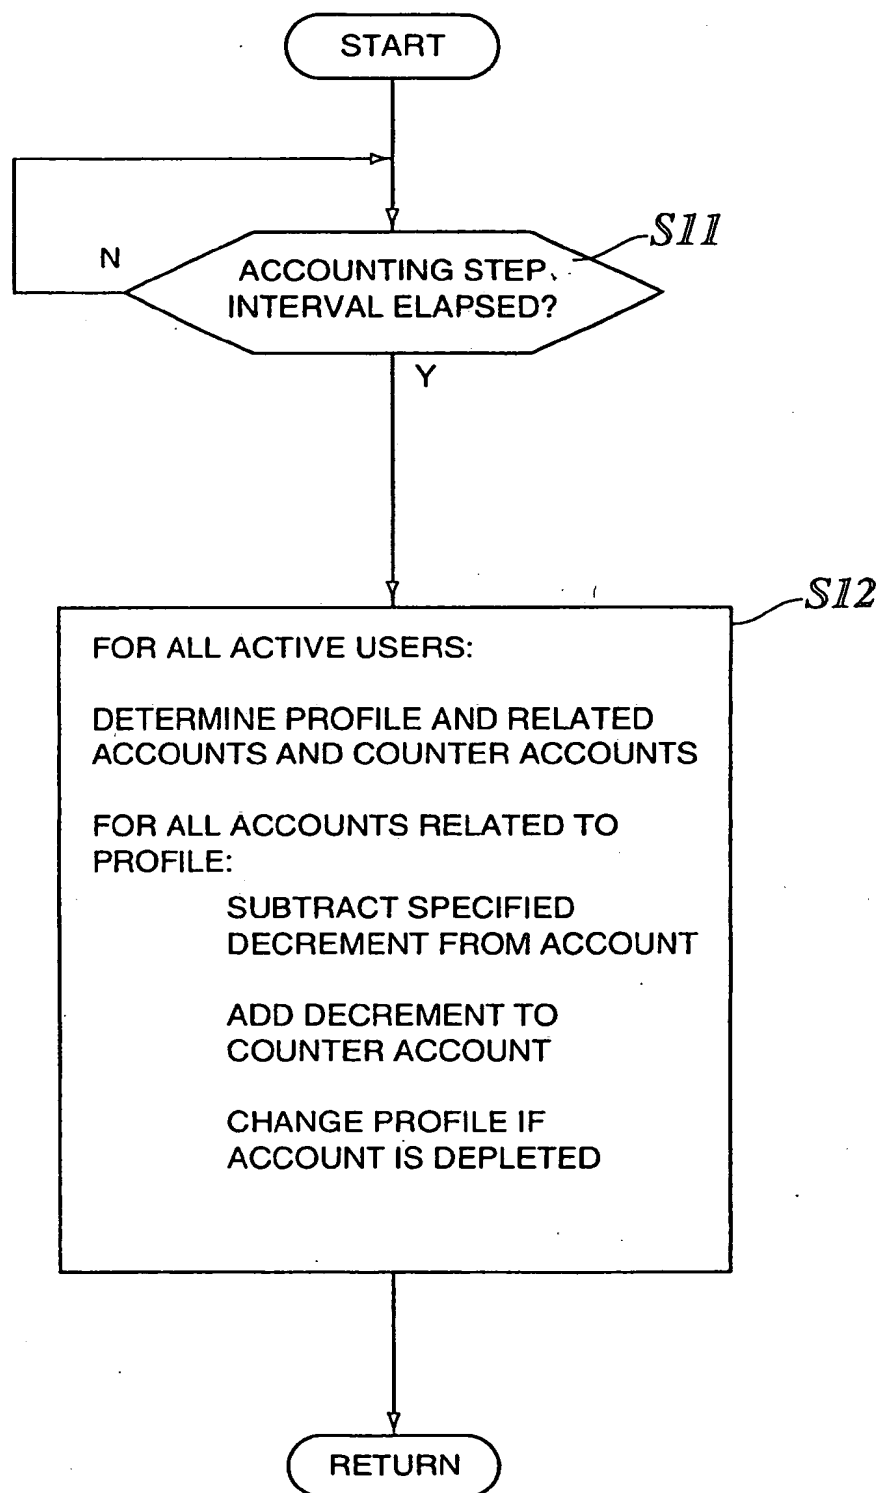 START
S11
N
ACCOUNTING STEP
INTERVAL ELAPSED?
Y
S12
FOR ALL ACTIVE USERS:
DETERMINE PROFILE AND RELATED
ACCOUNTS AND COUNTER ACCOUNTS
FOR ALL ACCOUNTS RELATED TO
PROFILE:
SUBTRACT SPECIFIED
DECREMENT FROM ACCOUNT
ADD DECREMENT TO
COUNTER ACCOUNT
CHANGE PROFILE IF
ACCOUNT IS DEPLETED
RETURN